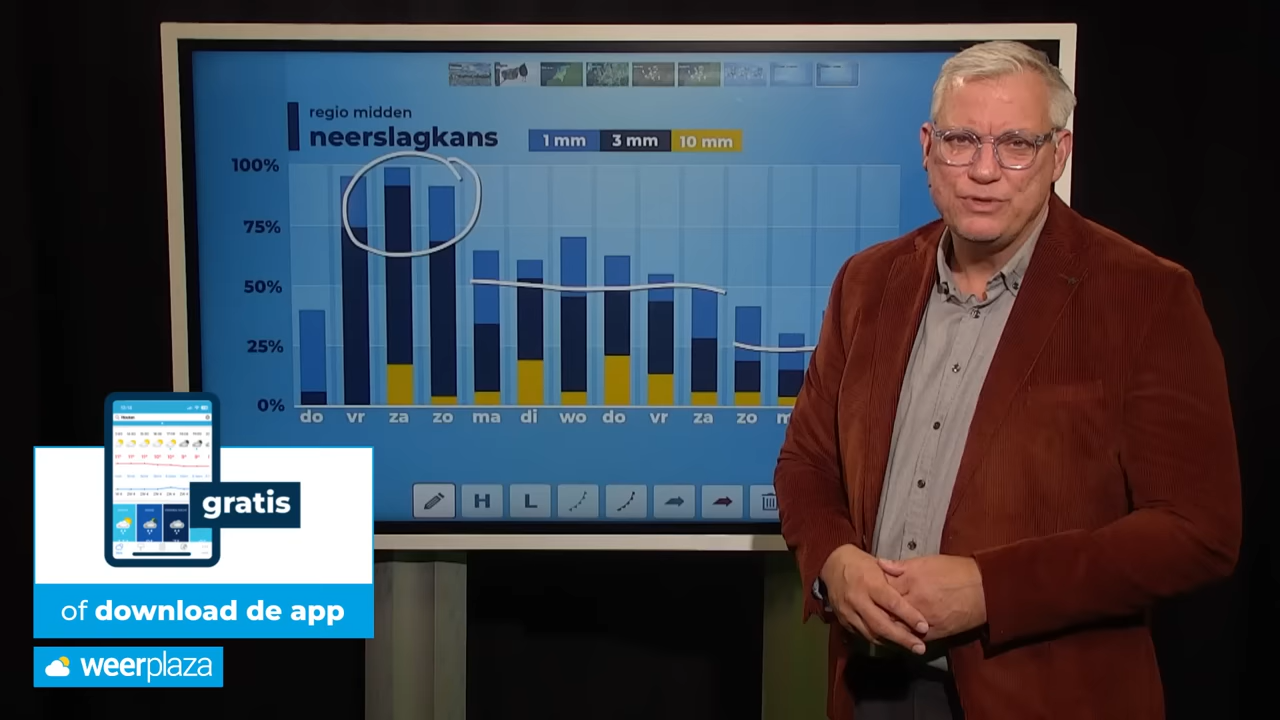 regio midden
neerslagkans
1 mm 3 mm 10 mm
100%
75%
50%
25%
0%
do vr za zo ma di wo do vr za zo
H L
gratis
of download de app
weerplaza